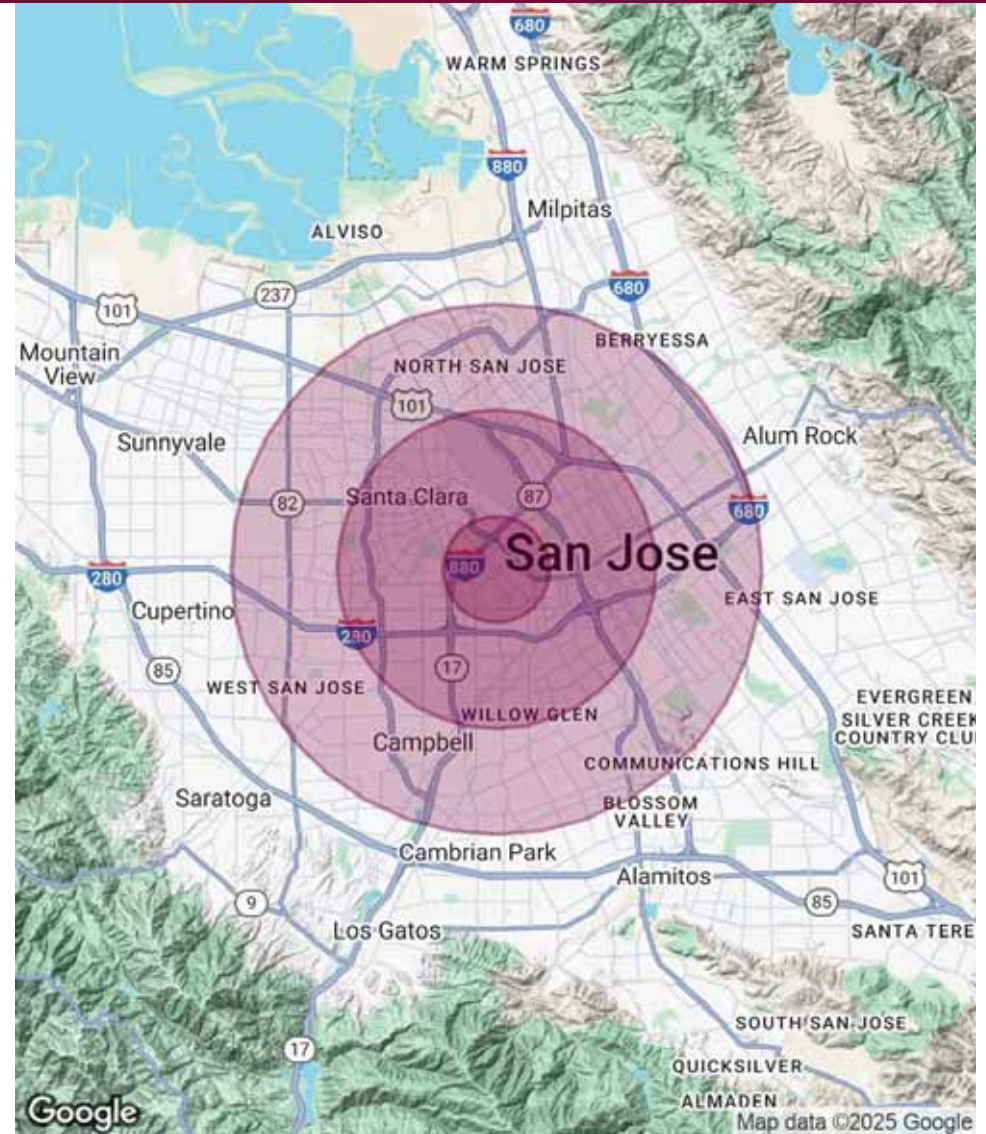 680
WARM SPRINGS
880
Milpitas
ALVISO
680
237
101
BERRYESSA
Mountain
View
NORTH SAN JOSE
101
Sunnyvale
Alum Rock
82
Santa Clara
87
680
San Jose
880
280
EAST SAN JOSE
Cupertino
280
85
17
WEST SAN JOSE
EVERGREEN
SILVER CREEK
COUNTRY CLU
WILLOW GLEN
Campbell
COMMUNICATIONS HILL
Saratoga
BLOSSOM
VALLEY
Cambrian Park
Alamitos
101
9
85
Los Gatos
SANTA TERE
SOUTH SAN JOSE
17
QUICKSILVER
ALMADEN
Google
Map data ©2025 Google